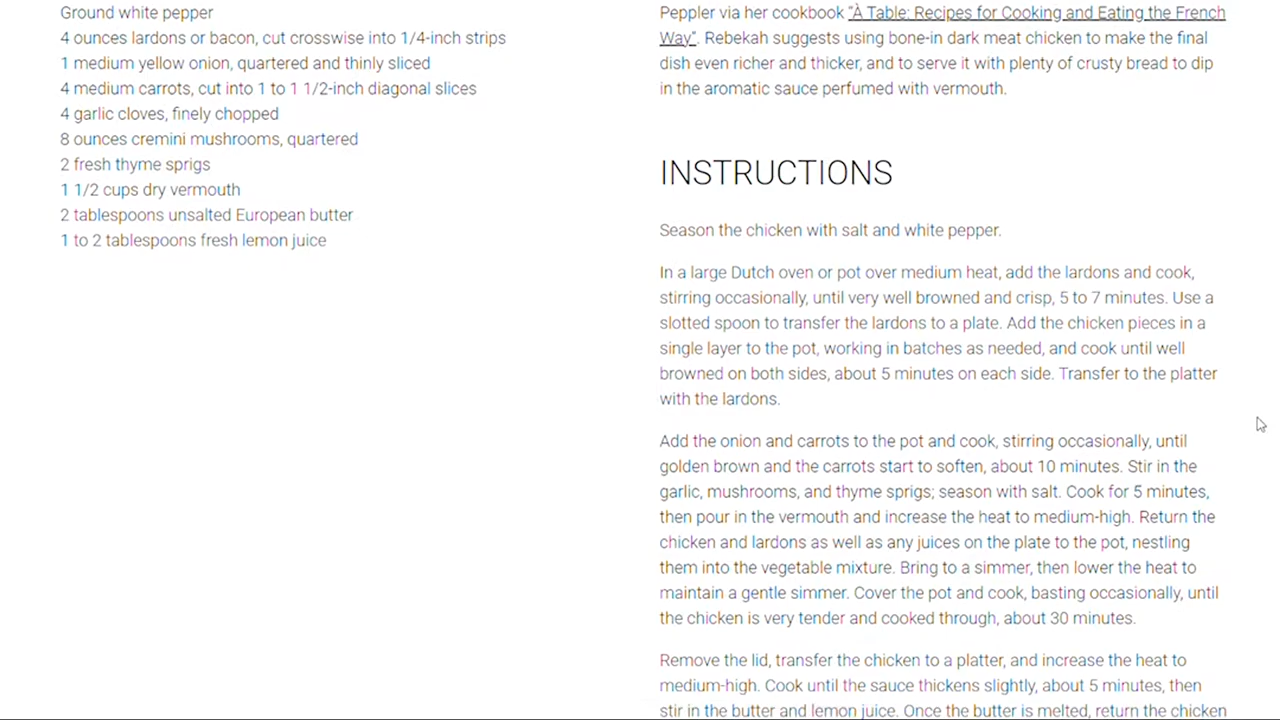 Ground white pepper
4 ounces lardons or bacon, cut crosswise into 1/4-inch strips
1 medium yellow onion, quartered and thinly sliced
4 medium carrots, cut into 1 to 1 1/2-inch diagonal slices
4 garlic cloves, finely chopped
8 ounces cremini mushrooms, quartered
2 fresh thyme sprigs
1 1/2 cups dry vermouth
2 tablespoons unsalted European butter
1 to 2 tablespoons fresh lemon juice
Peppler via her cookbook “À Table: Recipes for Cooking and Eating the French
Way”. Rebekah suggests using bone-in dark meat chicken to make the final
dish even richer and thicker, and to serve it with plenty of crusty bread to dip
in the aromatic sauce perfumed with vermouth.
INSTRUCTIONS
Season the chicken with salt and white pepper.
In a large Dutch oven or pot over medium heat, add the lardons and cook,
stirring occasionally, until very well browned and crisp, 5 to 7 minutes. Use a
slotted spoon to transfer the lardons to a plate. Add the chicken pieces in a
single layer to the pot, working in batches as needed, and cook until well
browned on both sides, about 5 minutes on each side. Transfer to the platter
with the lardons.
Add the onion and carrots to the pot and cook, stirring occasionally, until
golden brown and the carrots start to soften, about 10 minutes. Stir in the
garlic, mushrooms, and thyme sprigs; season with salt. Cook for 5 minutes,
then pour in the vermouth and increase the heat to medium-high. Return the
chicken and lardons as well as any juices on the plate to the pot, nestling
them into the vegetable mixture. Bring to a simmer, then lower the heat to
maintain a gentle simmer. Cover the pot and cook, basting occasionally, until
the chicken is very tender and cooked through, about 30 minutes.
Remove the lid, transfer the chicken to a platter, and increase the heat to
medium-high. Cook until the sauce thickens slightly, about 5 minutes, then
stir in the butter and lemon juice. Once the butter is melted, return the chicken